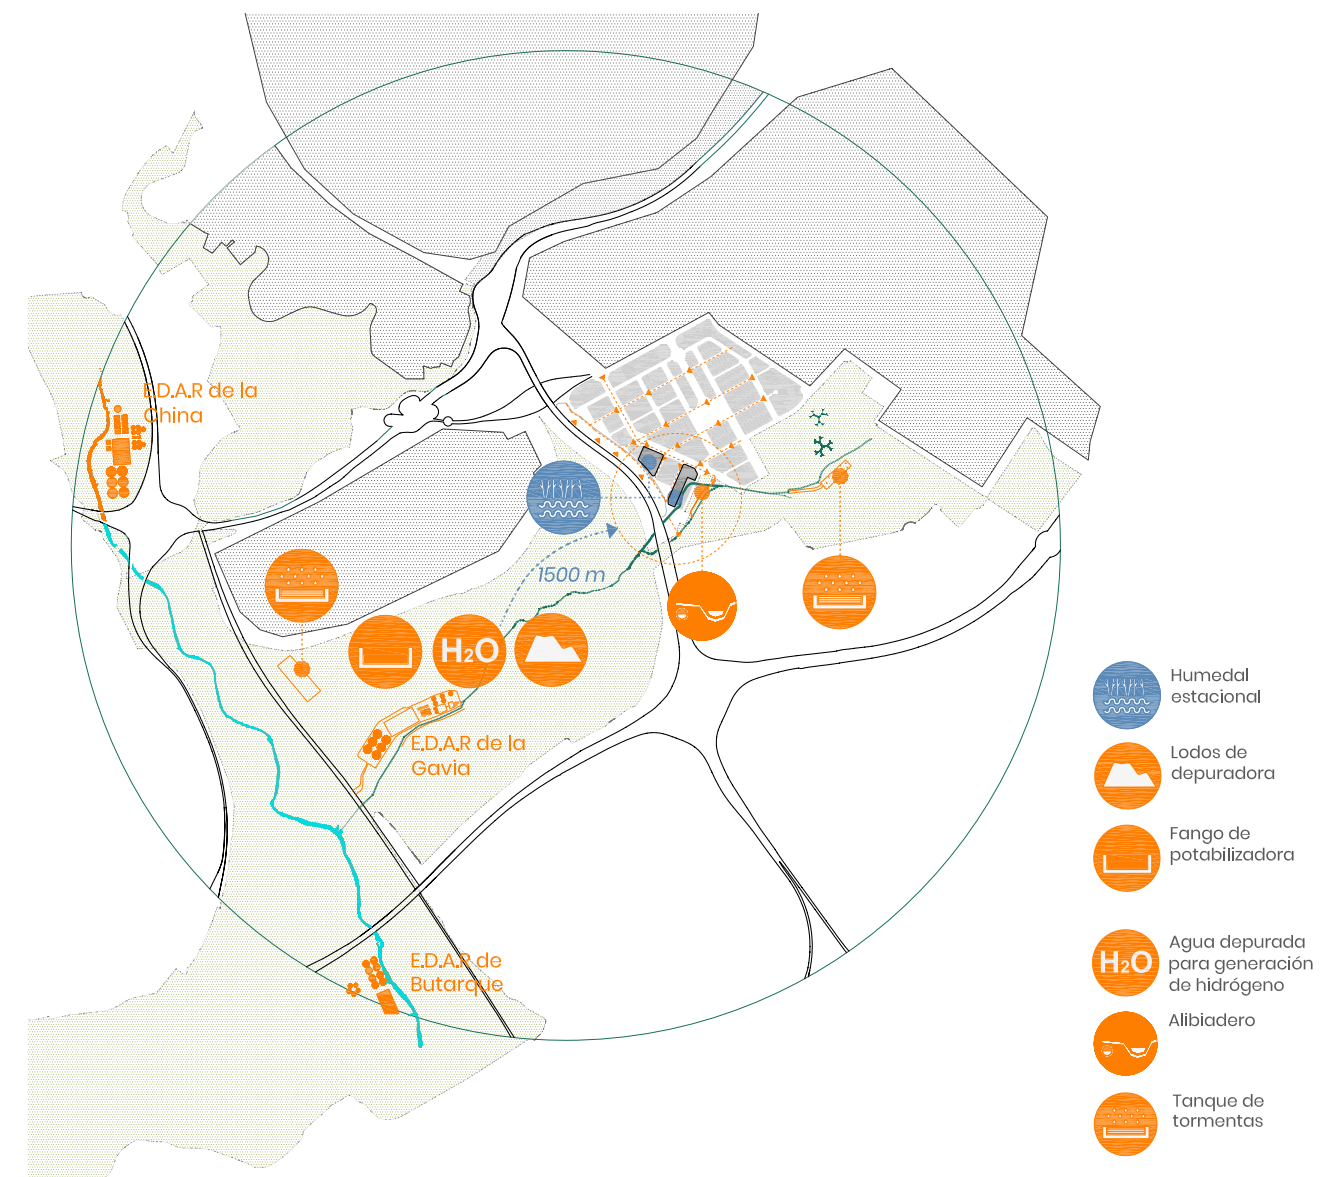 E.D.A.R de la
China
1500 m
H₂O
E.D.A.R de la
Gavia
E.D.A.R de
Butarque
Humedal
estacional
Lodos de
depuradora
Fango de
potabilizadora
H₂O
Agua depurada
para generación
de hidrógeno
Alibiadero
Tanque de
tormentas